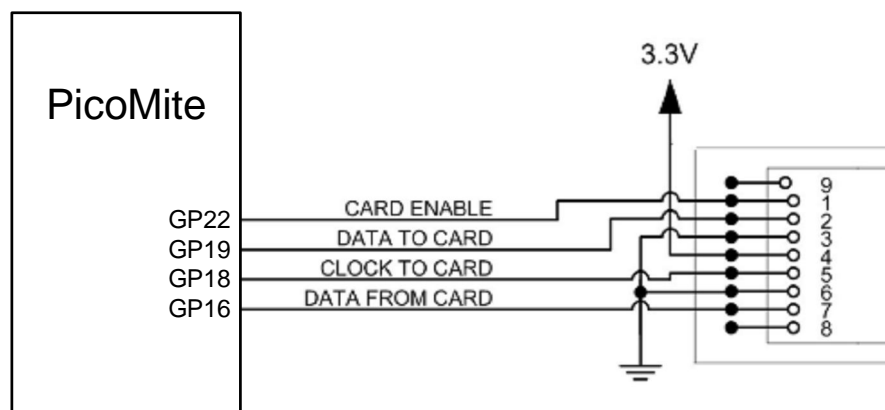 3.3V
PicoMite
GP22 CARD ENABLE
GP19 DATA TO CARD
GP18 CLOCK TO CARD
GP16 DATA FROM CARD
9
1
2
3
4
5
6
7
8